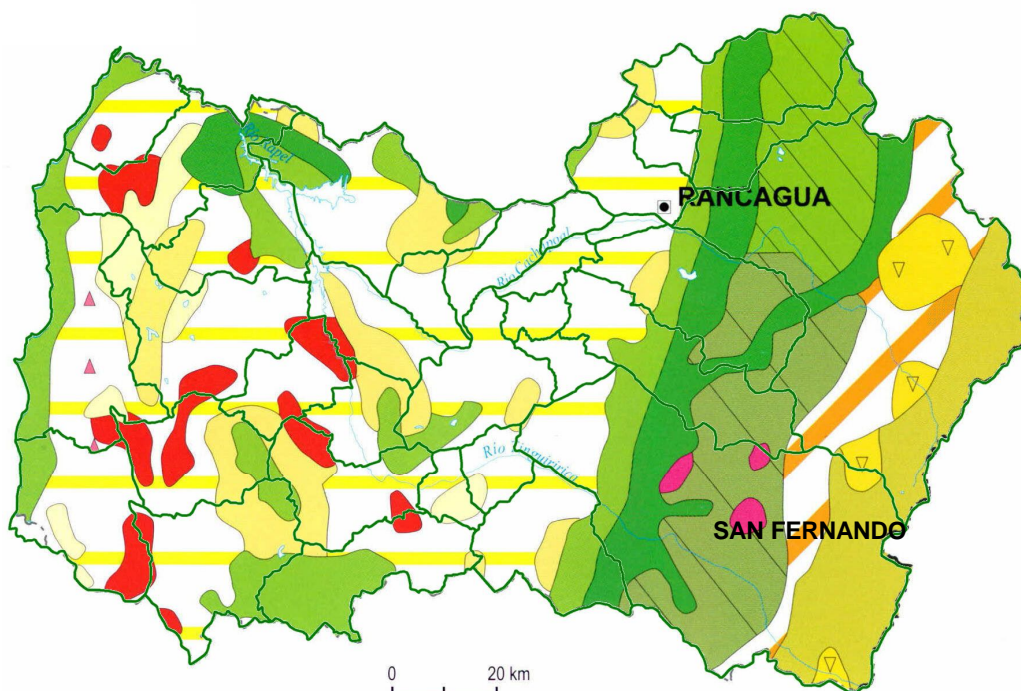 Río Rapel
RANCAGUA
Río Cachapoal
Río Tinguiririca
SAN FERNANDO
0 20 km